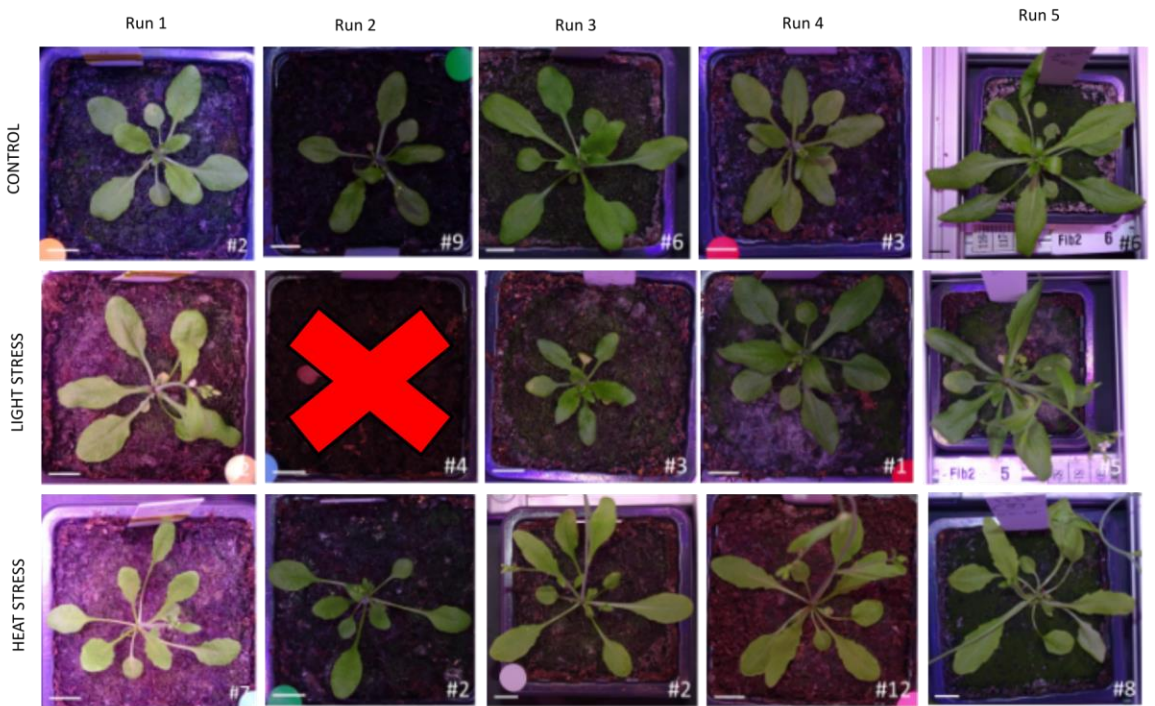 Run 1
Run 2
Run 3
Run 4
Run 5
CONTROL
#2
#9
#6
#3
Fib2 6
#6
LIGHT STRESS
#4
#3
#1
Fib2 5
#5
HEAT STRESS
#7
#2
#2
#12
#8